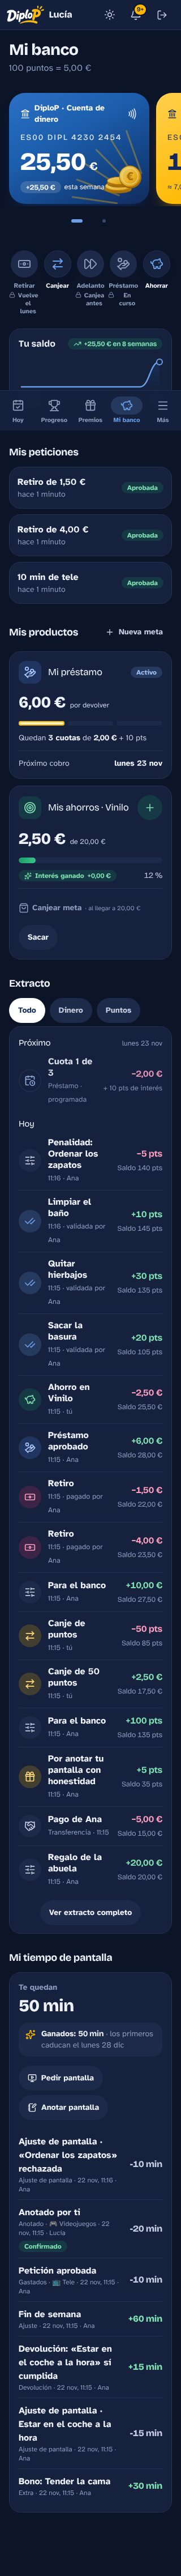 DiploP
Lucía
9+
Mi banco
100 puntos = 5,00 €
DiploP · Cuenta de dinero
ES00 DIPL 4230 2454
25,50 €
+25,50 € esta semana
ES0
1
≈ 7,0
Retirar
Vuelve el lunes
Canjear
Adelanto
Canjea antes
Préstamo
En curso
Ahorrar
Tu saldo
+25,50 € en 8 semanas
Hoy
Progreso
Premios
Mi banco
Más
Mis peticiones
Retiro de 1,50 €
hace 1 minuto
Aprobada
Retiro de 4,00 €
hace 1 minuto
Aprobada
10 min de tele
hace 1 minuto
Aprobada
Mis productos
Nueva meta
Mi préstamo
Activo
6,00 € por devolver
Quedan 3 cuotas de 2,00 € + 10 pts
Próximo cobro
lunes 23 nov
Mis ahorros · Vinilo
2,50 € de 20,00 €
Interés ganado +0,00 €
12 %
Canjear meta · al llegar a 20,00 €
Sacar
Extracto
Todo
Dinero
Puntos
Próximo
lunes 23 nov
Cuota 1 de 3
Préstamo · programada
−2,00 €
+ 10 pts de interés
Hoy
Penalidad: Ordenar los zapatos
11:16 · Ana
−5 pts
Saldo 140 pts
Limpiar el baño
11:16 · validada por Ana
+10 pts
Saldo 145 pts
Quitar hierbajos
11:15 · validada por Ana
+30 pts
Saldo 135 pts
Sacar la basura
11:15 · validada por Ana
+20 pts
Saldo 105 pts
Ahorro en Vinilo
11:15 · tú
−2,50 €
Saldo 25,50 €
Préstamo aprobado
11:15 · Ana
+6,00 €
Saldo 28,00 €
Retiro
11:15 · pagado por Ana
−1,50 €
Saldo 22,00 €
Retiro
11:15 · pagado por Ana
−4,00 €
Saldo 23,50 €
Para el banco
11:15 · Ana
+10,00 €
Saldo 27,50 €
Canje de puntos
11:15 · tú
−50 pts
Saldo 85 pts
Canje de 50 puntos
11:15 · tú
+2,50 €
Saldo 17,50 €
Para el banco
11:15 · Ana
+100 pts
Saldo 135 pts
Por anotar tu pantalla con honestidad
11:15 · Ana
+5 pts
Saldo 35 pts
Pago de Ana
Transferencia · 11:15
−5,00 €
Saldo 15,00 €
Regalo de la abuela
11:15 · Ana
+20,00 €
Saldo 20,00 €
Ver extracto completo
Mi tiempo de pantalla
Te quedan
50 min
Ganados: 50 min · los primeros caducan el lunes 28 dic
Pedir pantalla
Anotar pantalla
Ajuste de pantalla · «Ordenar los zapatos» rechazada
Ajuste de pantalla · 22 nov, 11:16 · Ana
-10 min
Anotado por ti
Anotado · 🎮 Videojuegos · 22 nov, 11:15 · Lucía
Confirmado
-20 min
Petición aprobada
Gastados · 📺 Tele · 22 nov, 11:15 · Ana
-10 min
Fin de semana
Ajuste · 22 nov, 11:15 · Ana
+60 min
Devolución: «Estar en el coche a la hora» sí cumplida
Devolución · 22 nov, 11:15 · Ana
+15 min
Ajuste de pantalla · Estar en el coche a la hora
Ajuste de pantalla · 22 nov, 11:15 · Ana
-15 min
Bono: Tender la cama
Extra · 22 nov, 11:15 · Ana
+30 min